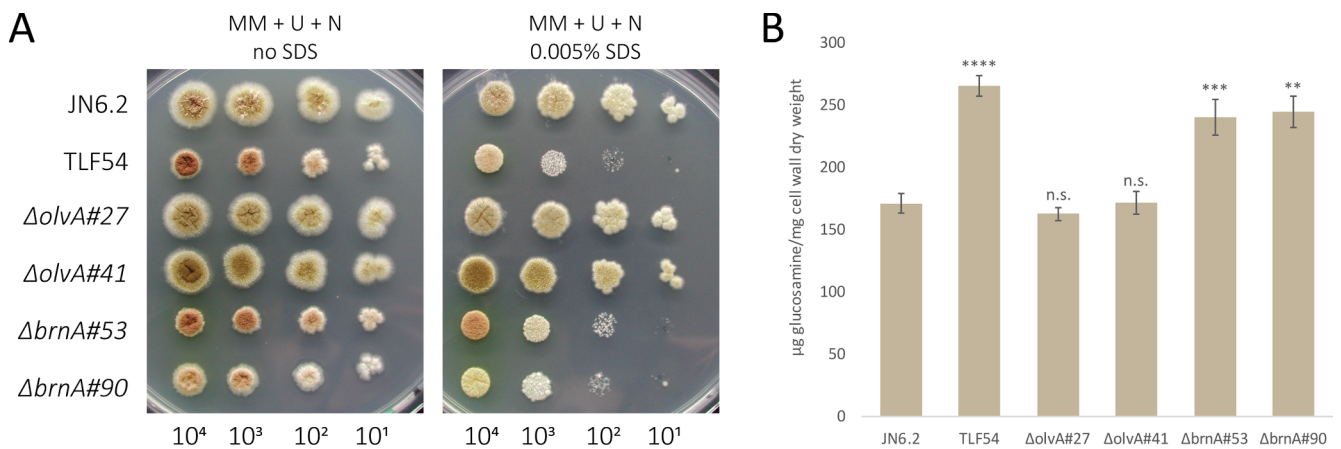 A
MM + U + N
no SDS
MM + U + N
0.005% SDS
JN6.2
TLF54
ΔolvA#27
ΔolvA#41
ΔbrnA#53
ΔbrnA#90
10⁴ 10³ 10² 10¹
10⁴ 10³ 10² 10¹
B
µg glucosamine/mg cell wall dry weight
300
250
200
150
100
50
0
****
n.s.
n.s.
***
**
JN6.2 TLF54 ΔolvA#27 ΔolvA#41 ΔbrnA#53 ΔbrnA#90